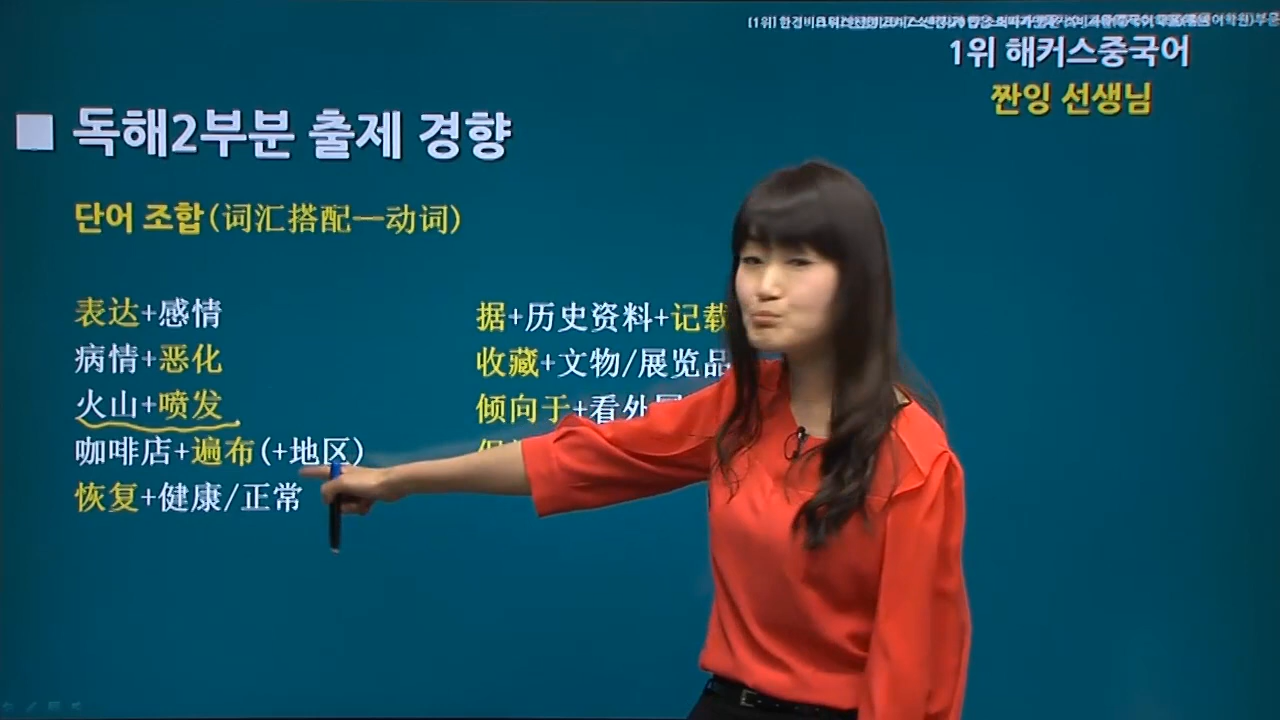 1위 해커스중국어
짠잉 선생님
■ 독해2부분 출제 경향
단어 조합(词汇搭配—动词)
表达+感情
病情+恶化
火山+喷发
咖啡店+遍布(+地区)
恢复+健康/正常
据+历史资料+记载
收藏+文物/展览品
倾向于+看外